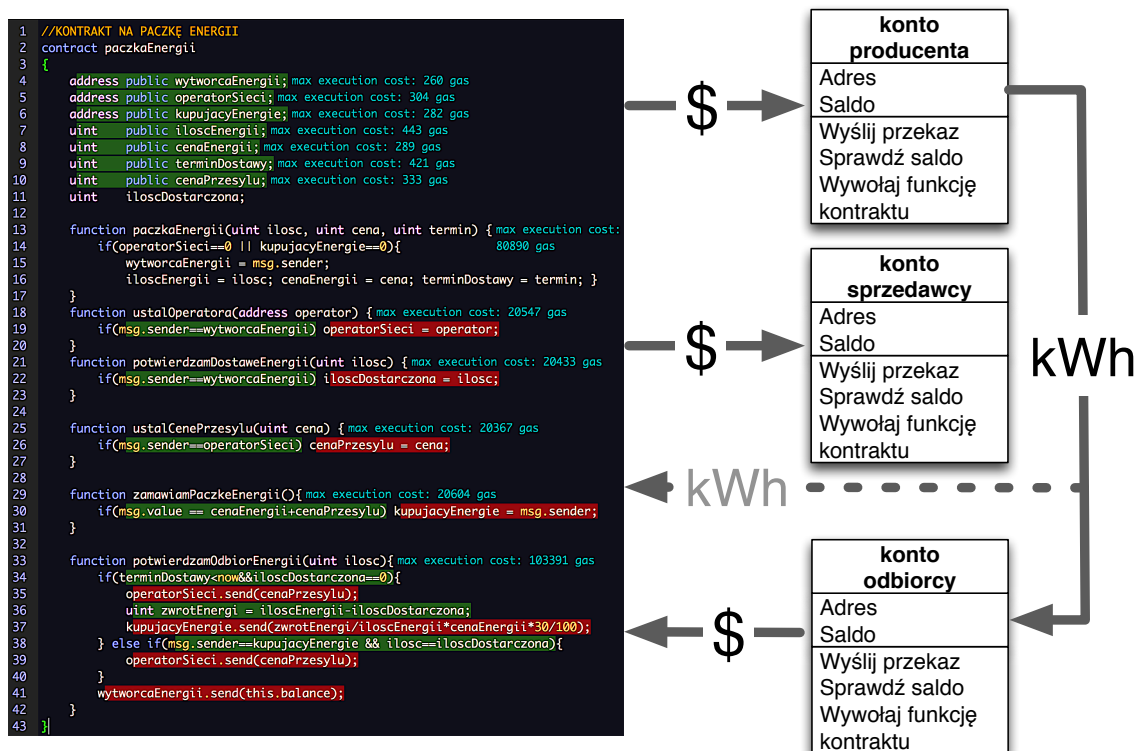 1 //KONTRAKT NA PACZKĘ ENERGII
2 contract paczkaEnergii
3 {
4 address public wytworcaEnergii; max execution cost: 260 gas
5 address public operatorSieci; max execution cost: 304 gas
6 address public kupujacyEnergie; max execution cost: 282 gas
7 uint public iloscEnergii; max execution cost: 443 gas
8 uint public cenaEnergii; max execution cost: 289 gas
9 uint public terminDostawy; max execution cost: 421 gas
10 uint public cenaPrzesylu; max execution cost: 333 gas
11 uint iloscDostarczona;
12
13 function paczkaEnergii(uint ilosc, uint cena, uint termin) { max execution cost:
14 if(operatorSieci==0 || kupujacyEnergie==0){ 80890 gas
15 wytworcaEnergii = msg.sender;
16 iloscEnergii = ilosc; cenaEnergii = cena; terminDostawy = termin; }
17 }
18 function ustalOperatora(address operator) { max execution cost: 20547 gas
19 if(msg.sender==wytworcaEnergii) operatorSieci = operator;
20 }
21 function potwierdzamDostaweEnergii(uint ilosc) { max execution cost: 20433 gas
22 if(msg.sender==wytworcaEnergii) iloscDostarczona = ilosc;
23 }
24
25 function ustalCenePrzesylu(uint cena) { max execution cost: 20367 gas
26 if(msg.sender==operatorSieci) cenaPrzesylu = cena;
27 }
28
29 function zamawiamPaczkeEnergii(){ max execution cost: 20604 gas
30 if(msg.value == cenaEnergii+cenaPrzesylu) kupujacyEnergie = msg.sender;
31 }
32
33 function potwierdzamOdbiorEnergii(uint ilosc){ max execution cost: 103391 gas
34 if(terminDostawy<now&&iloscDostarczona==0){
35 operatorSieci.send(cenaPrzesylu);
36 uint zwrotEnergi = iloscEnergii-iloscDostarczona;
37 kupujacyEnergie.send(zwrotEnergi/iloscEnergii*cenaEnergii*30/100);
38 } else if(msg.sender==kupujacyEnergie && ilosc==iloscDostarczona){
39 operatorSieci.send(cenaPrzesylu);
40 }
41 wytworcaEnergii.send(this.balance);
42 }
43 }
$
$
kWh
$
konto
producenta
Adres
Saldo
Wyślij przekaz
Sprawdź saldo
Wywołaj funkcję
kontraktu
konto
sprzedawcy
Adres
Saldo
Wyślij przekaz
Sprawdź saldo
Wywołaj funkcję
kontraktu
konto
odbiorcy
Adres
Saldo
Wyślij przekaz
Sprawdź saldo
Wywołaj funkcję
kontraktu
kWh